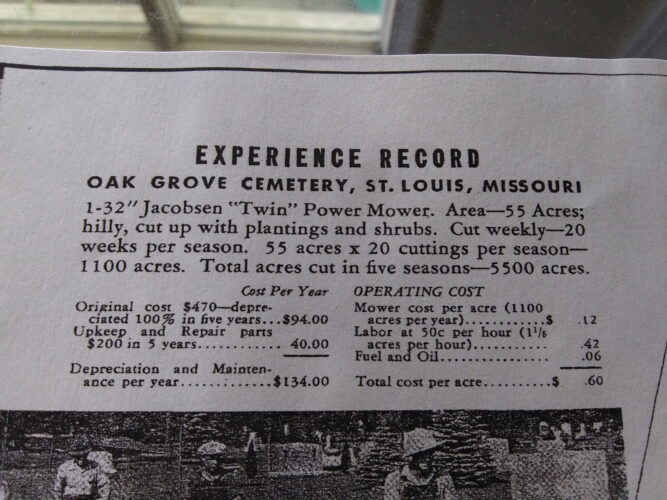 EXPERIENCE RECORD
OAK GROVE CEMETERY, ST. LOUIS, MISSOURI
1-32" Jacobsen "Twin" Power Mower. Area—55 Acres;
hilly, cut up with plantings and shrubs. Cut weekly—20
weeks per season. 55 acres x 20 cuttings per season—
1100 acres. Total acres cut in five seasons—5500 acres.
Cost Per Year
Original cost $470—depre-
ciated 100% in five years...$94.00
Upkeep and Repair parts
$200 in 5 years............ 40.00
Depreciation and Mainten-
ance per year..............$134.00
OPERATING COST
Mower cost per acre (1100
acres per year)...........$ .12
Labor at 50c per hour (1 1/6
acres per hour)........... .42
Fuel and Oil................ .06
Total cost per acre..........$ .60